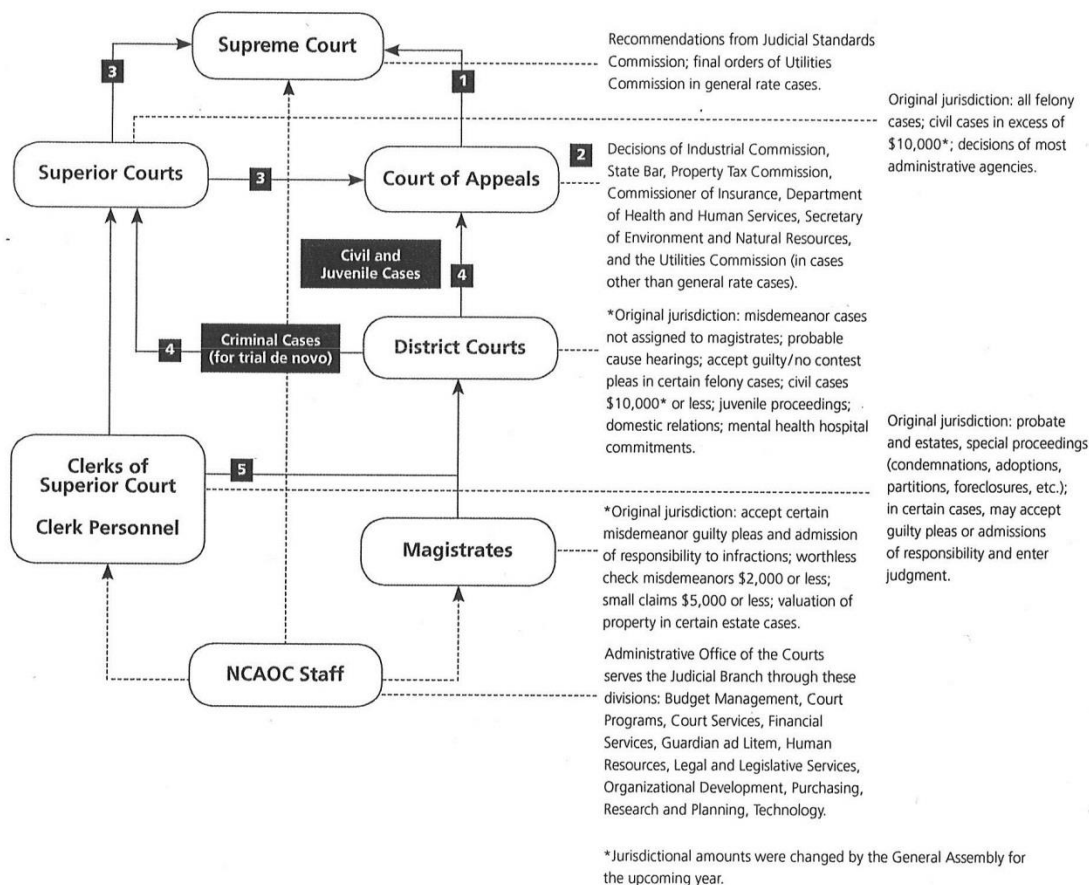 Supreme Court
Recommendations from Judicial Standards
Commission; final orders of Utilities
Commission in general rate cases.
3
1
Original jurisdiction: all felony
cases; civil cases in excess of
$10,000*; decisions of most
administrative agencies.
Superior Courts
3
Court of Appeals
2
Decisions of Industrial Commission,
State Bar, Property Tax Commission,
Commissioner of Insurance, Department
of Health and Human Services, Secretary
of Environment and Natural Resources,
and the Utilities Commission (in cases
other than general rate cases).
Civil and
Juvenile Cases
4
4
Criminal Cases
(for trial de novo)
District Courts
*Original jurisdiction: misdemeanor cases
not assigned to magistrates; probable
cause hearings; accept guilty/no contest
pleas in certain felony cases; civil cases
$10,000* or less; juvenile proceedings;
domestic relations; mental health hospital
commitments.
Original jurisdiction: probate
and estates, special proceedings
(condemnations, adoptions,
partitions, foreclosures, etc.);
in certain cases, may accept
guilty pleas or admissions
of responsibility and enter
judgment.
Clerks of
Superior Court
Clerk Personnel
5
Magistrates
*Original jurisdiction: accept certain
misdemeanor guilty pleas and admission
of responsibility to infractions; worthless
check misdemeanors $2,000 or less;
small claims $5,000 or less; valuation of
property in certain estate cases.
NCAOC Staff
Administrative Office of the Courts
serves the Judicial Branch through these
divisions: Budget Management, Court
Programs, Court Services, Financial
Services, Guardian ad Litem, Human
Resources, Legal and Legislative Services,
Organizational Development, Purchasing,
Research and Planning, Technology.
*Jurisdictional amounts were changed by the General Assembly for
the upcoming year.